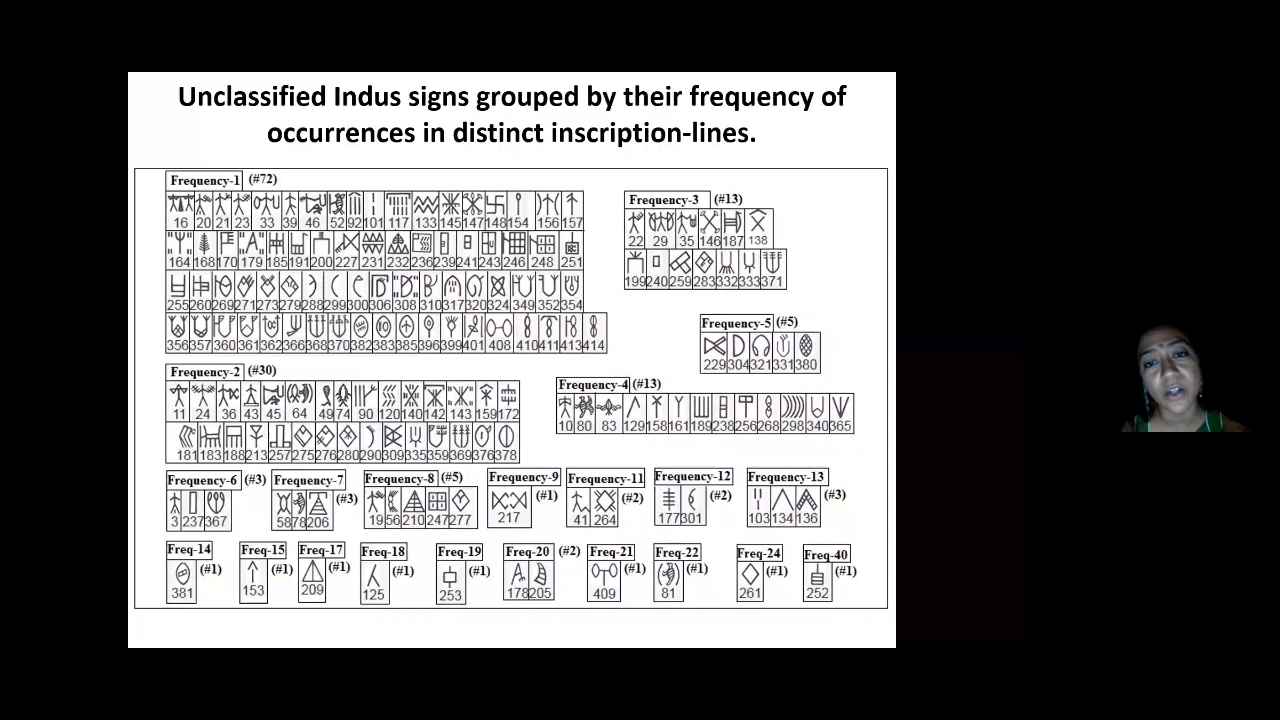 Unclassified Indus signs grouped by their frequency of
occurrences in distinct inscription-lines.
Frequency-1 (#72)
16 20 21 23 33 39 46 52 92 101 117 133 145 147 148 154 156 157
164 168 170 179 185 191 200 227 231 232 236 239 241 243 246 248 251
255 260 269 271 273 279 288 299 300 306 308 310 317 320 324 349 352 354
356 357 360 361 362 366 368 370 382 383 385 396 399 401 408 410 411 413 414
Frequency-2 (#30)
11 24 36 43 45 64 49 74 90 120 140 142 143 159 172
181 183 188 213 257 275 276 280 290 309 335 359 369 376 378
Frequency-3 (#13)
22 29 35 146 187 138
199 240 259 283 332 333 371
Frequency-5 (#5)
229 304 321 331 380
Frequency-4 (#13)
10 80 83 129 158 161 189 238 256 268 298 340 365
Frequency-6 (#3)
3 237 367
Frequency-7 (#3)
58 78 206
Frequency-8 (#5)
19 56 210 247 277
Frequency-9 (#1)
217
Frequency-11 (#2)
41 264
Frequency-12 (#2)
177 301
Frequency-13 (#3)
103 134 136
Freq-14 (#1)
381
Freq-15 (#1)
153
Freq-17 (#1)
209
Freq-18 (#1)
125
Freq-19 (#1)
253
Freq-20 (#2)
178 205
Freq-21 (#1)
409
Freq-22 (#1)
81
Freq-24 (#1)
261
Freq-40 (#1)
252